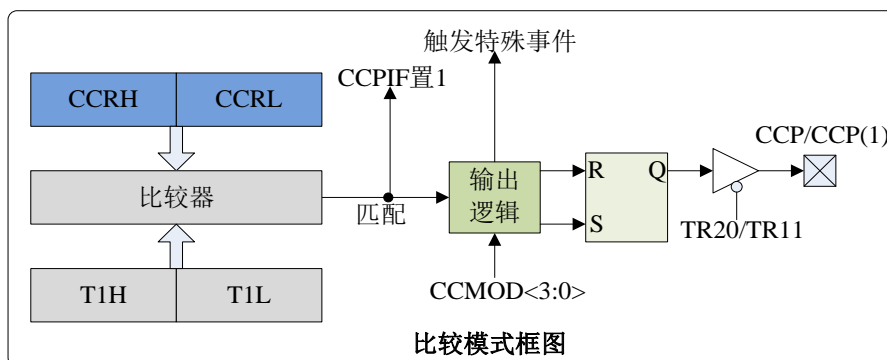 触发特殊事件
CCPIF置1
CCRH CCRL
CCP/CCP(1)
比较器
匹配
输出
逻辑
R Q
S
TR20/TR11
T1H T1L
CCMOD<3:0>
比较模式框图